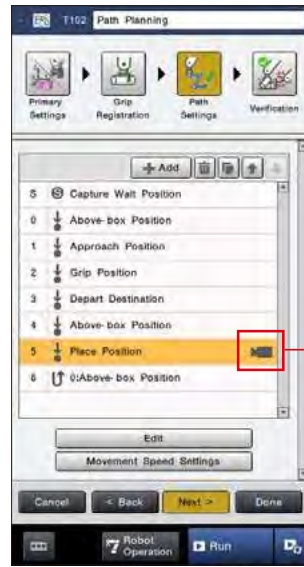 T102 Path Planning
Primary Settings
Grip Registration
Path Settings
Verification
Add
S Capture Wait Position
0 Above-box Position
1 Approach Position
2 Grip Position
3 Depart Destination
4 Above-box Position
5 Place Position
6 0:Above-box Position
Edit
Movement Speed Settings
Cancel
< Back
Next >
Done
Robot Operation
Run